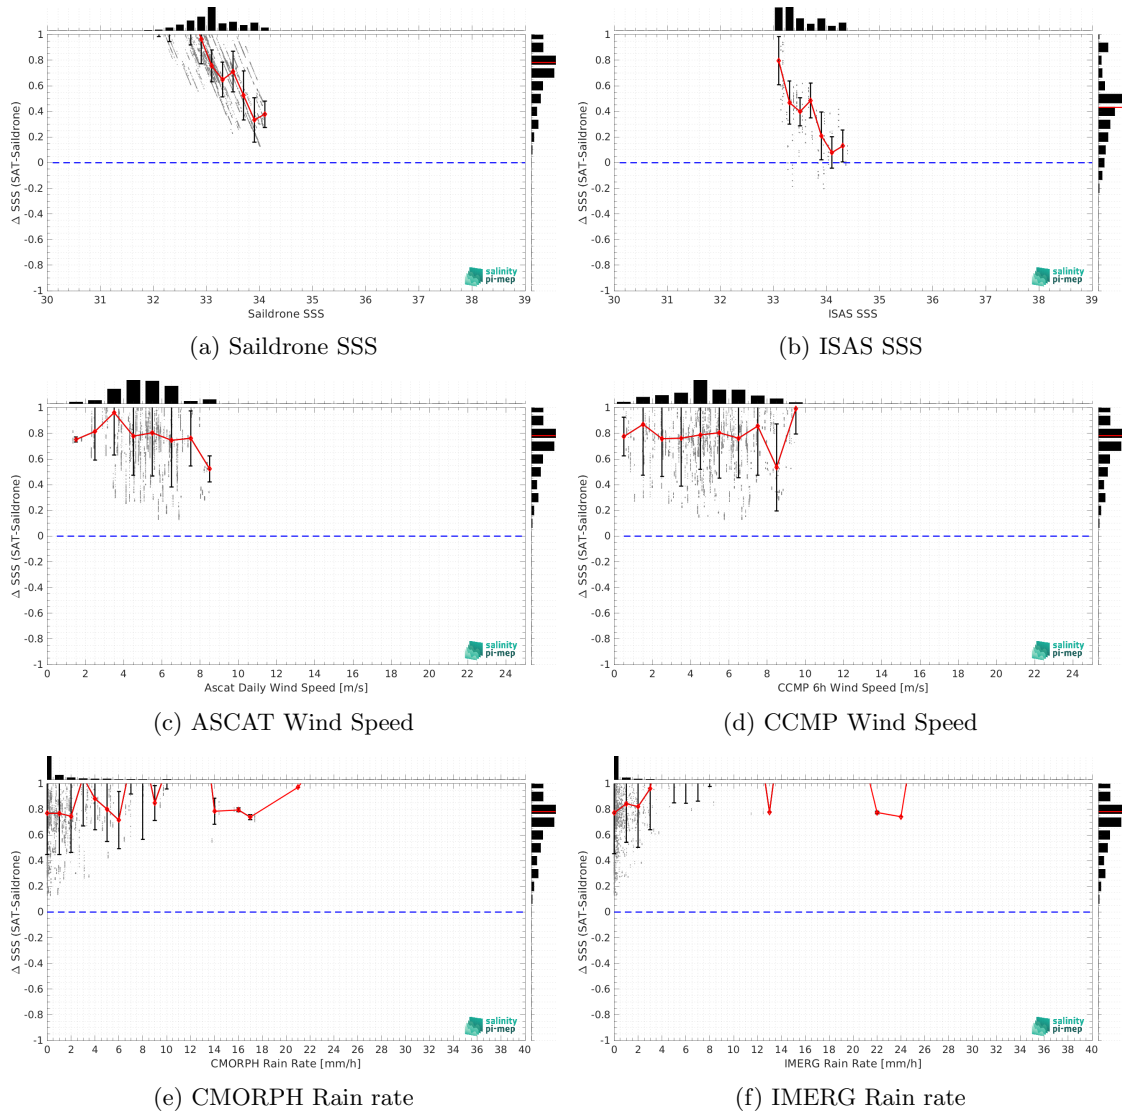 1
0.8
0.6
0.4
0.2
0
-0.2
-0.4
-0.6
-0.8
-1
Δ SSS (SAT-Saildrone)
30 31 32 33 34 35 36 37 38 39
Saildrone SSS
salinity
pi-mep
(a) Saildrone SSS
1
0.8
0.6
0.4
0.2
0
-0.2
-0.4
-0.6
-0.8
-1
Δ SSS (SAT-Saildrone)
30 31 32 33 34 35 36 37 38 39
ISAS SSS
salinity
pi-mep
(b) ISAS SSS
1
0.8
0.6
0.4
0.2
0
-0.2
-0.4
-0.6
-0.8
-1
Δ SSS (SAT-Saildrone)
0 2 4 6 8 10 12 14 16 18 20 22 24
Ascat Daily Wind Speed [m/s]
salinity
pi-mep
(c) ASCAT Wind Speed
1
0.8
0.6
0.4
0.2
0
-0.2
-0.4
-0.6
-0.8
-1
Δ SSS (SAT-Saildrone)
0 2 4 6 8 10 12 14 16 18 20 22 24
CCMP 6h Wind Speed [m/s]
salinity
pi-mep
(d) CCMP Wind Speed
1
0.8
0.6
0.4
0.2
0
-0.2
-0.4
-0.6
-0.8
-1
Δ SSS (SAT-Saildrone)
0 2 4 6 8 10 12 14 16 18 20 22 24 26 28 30 32 34 36 38 40
CMORPH Rain Rate [mm/h]
salinity
pi-mep
(e) CMORPH Rain rate
1
0.8
0.6
0.4
0.2
0
-0.2
-0.4
-0.6
-0.8
-1
Δ SSS (SAT-Saildrone)
0 2 4 6 8 10 12 14 16 18 20 22 24 26 28 30 32 34 36 38 40
IMERG Rain Rate [mm/h]
salinity
pi-mep
(f) IMERG Rain rate